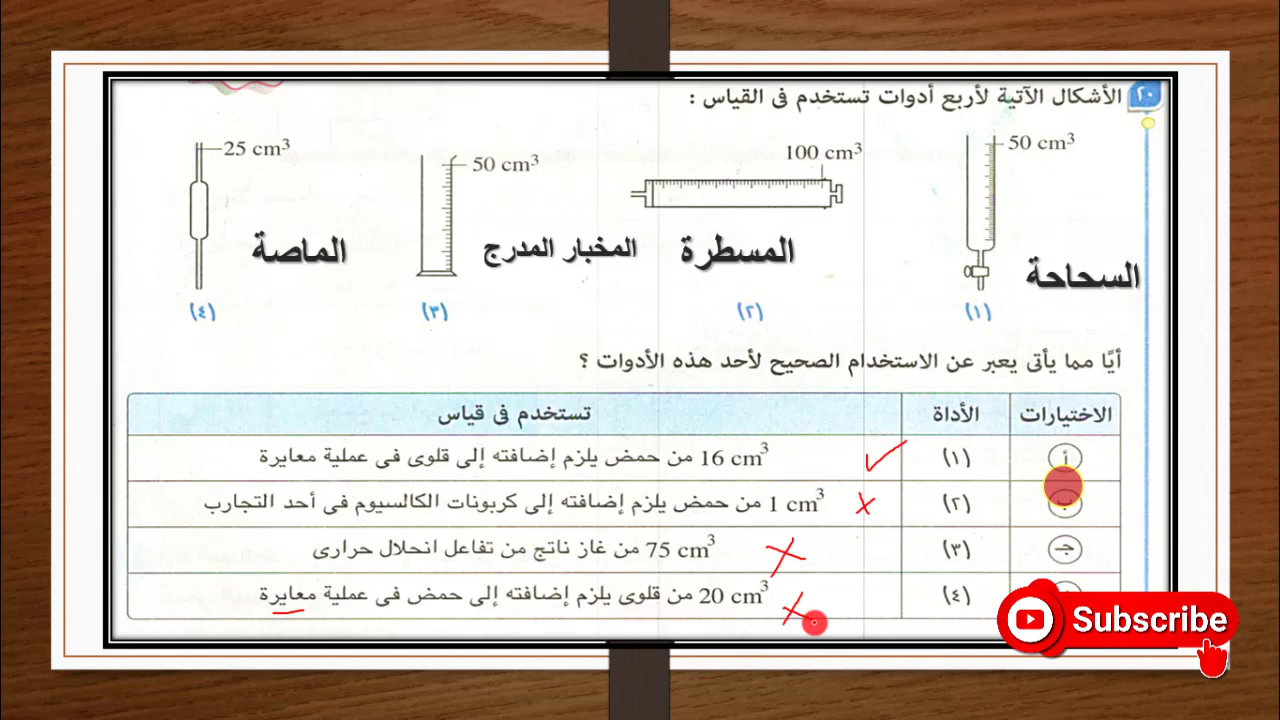 ٢٠ الأشكال الآتية لأربع أدوات تستخدم فى القياس :
50 cm³
100 cm³
50 cm³
25 cm³
السحاحة
المسطرة
المخبار المدرج
الماصة
(١)
(٢)
(٣)
(٤)
أيًا مما يأتى يعبر عن الاستخدام الصحيح لأحد هذه الأدوات ؟
الاختيارات الأداة تستخدم فى قياس
أ (١) 16 cm³ من حمض يلزم إضافته إلى قلوى فى عملية معايرة
ب (٢) 1 cm³ من حمض يلزم إضافته إلى كربونات الكالسيوم فى أحد التجارب
جـ (٣) 75 cm³ من غاز ناتج من تفاعل انحلال حرارى
(٤) 20 cm³ من قلوى يلزم إضافته إلى حمض فى عملية معايرة
Subscribe